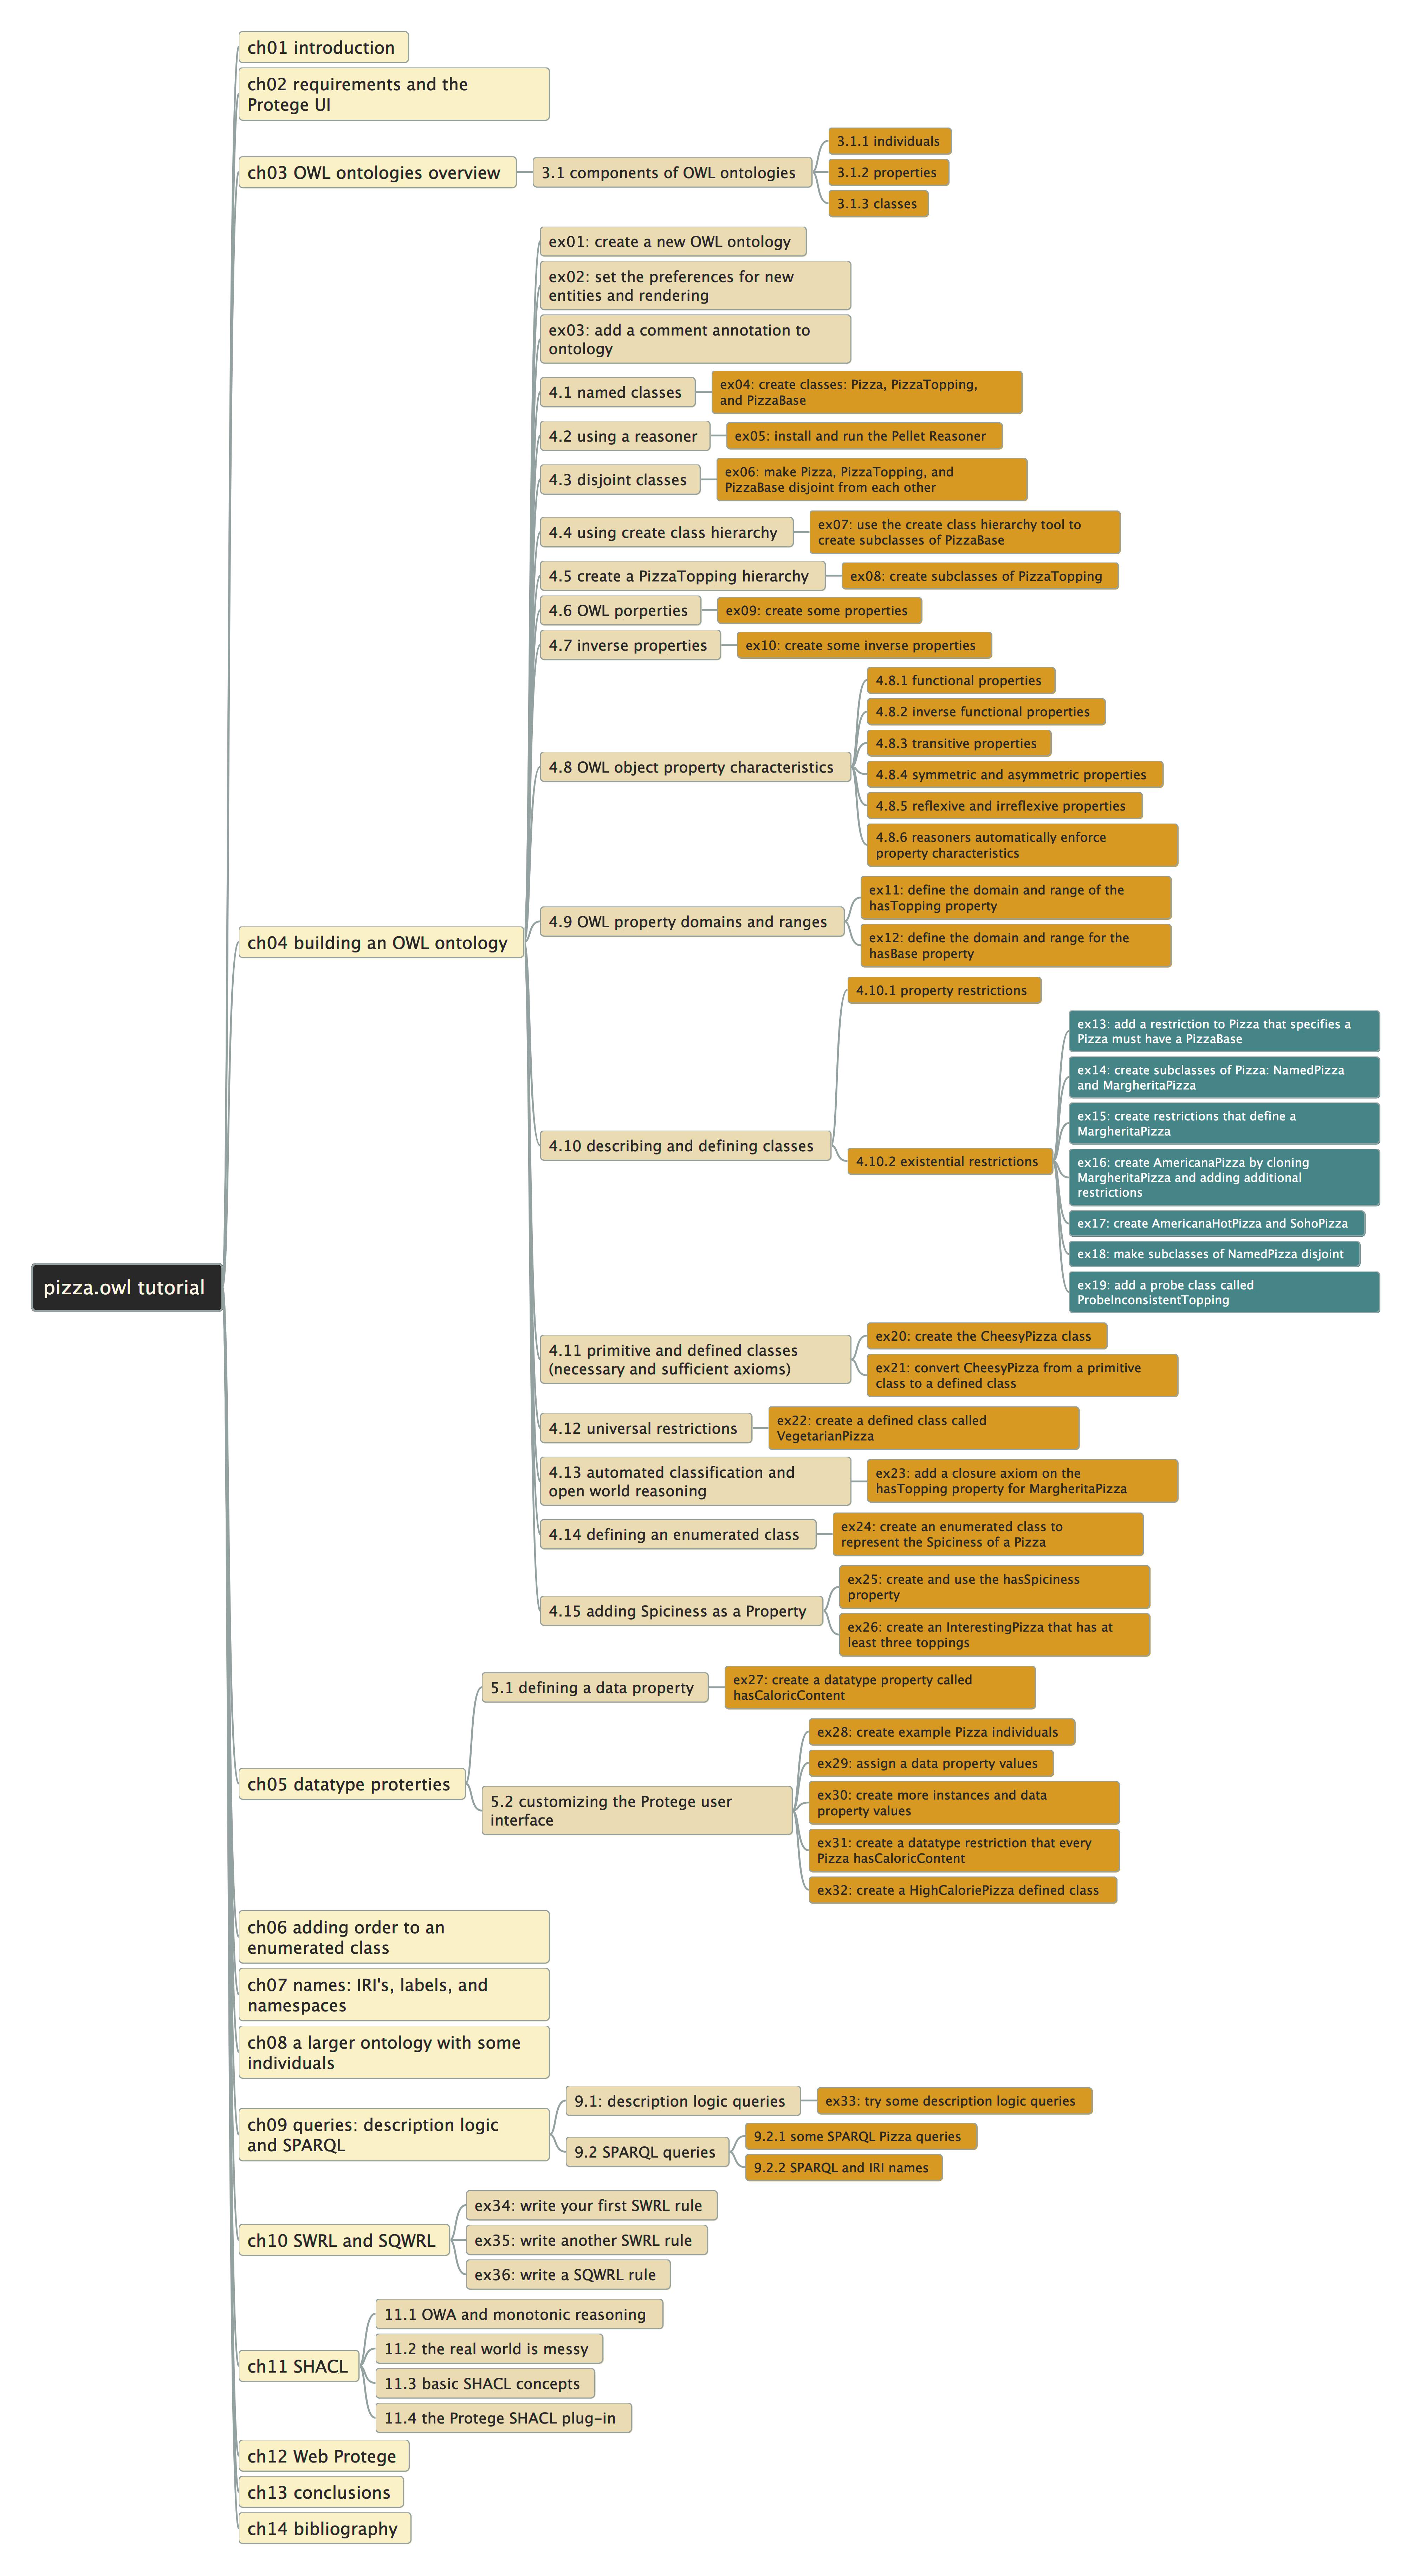 ch01 introduction
ch02 requirements and the
Protege UI
ch03 OWL ontologies overview
3.1 components of OWL ontologies
3.1.1 individuals
3.1.2 properties
3.1.3 classes
pizza.owl tutorial
ch04 building an OWL ontology
ex01: create a new OWL ontology
ex02: set the preferences for new
entities and rendering
ex03: add a comment annotation to
ontology
4.1 named classes
ex04: create classes: Pizza, PizzaTopping,
and PizzaBase
4.2 using a reasoner
ex05: install and run the Pellet Reasoner
4.3 disjoint classes
ex06: make Pizza, PizzaTopping, and
PizzaBase disjoint from each other
4.4 using create class hierarchy
ex07: use the create class hierarchy tool to
create subclasses of PizzaBase
4.5 create a PizzaTopping hierarchy
ex08: create subclasses of PizzaTopping
4.6 OWL porperties
ex09: create some properties
4.7 inverse properties
ex10: create some inverse properties
4.8 OWL object property characteristics
4.8.1 functional properties
4.8.2 inverse functional properties
4.8.3 transitive properties
4.8.4 symmetric and asymmetric properties
4.8.5 reflexive and irreflexive properties
4.8.6 reasoners automatically enforce
property characteristics
4.9 OWL property domains and ranges
ex11: define the domain and range of the
hasTopping property
ex12: define the domain and range for the
hasBase property
4.10 describing and defining classes
4.10.1 property restrictions
4.10.2 existential restrictions
ex13: add a restriction to Pizza that specifies a
Pizza must have a PizzaBase
ex14: create subclasses of Pizza: NamedPizza
and MargheritaPizza
ex15: create restrictions that define a
MargheritaPizza
ex16: create AmericanaPizza by cloning
MargheritaPizza and adding additional
restrictions
ex17: create AmericanaHotPizza and SohoPizza
ex18: make subclasses of NamedPizza disjoint
ex19: add a probe class called
ProbeInconsistentTopping
4.11 primitive and defined classes
(necessary and sufficient axioms)
ex20: create the CheesyPizza class
ex21: convert CheesyPizza from a primitive
class to a defined class
4.12 universal restrictions
ex22: create a defined class called
VegetarianPizza
4.13 automated classification and
open world reasoning
ex23: add a closure axiom on the
hasTopping property for MargheritaPizza
4.14 defining an enumerated class
ex24: create an enumerated class to
represent the Spiciness of a Pizza
4.15 adding Spiciness as a Property
ex25: create and use the hasSpiciness
property
ex26: create an InterestingPizza that has at
least three toppings
ch05 datatype proterties
5.1 defining a data property
ex27: create a datatype property called
hasCaloricContent
5.2 customizing the Protege user
interface
ex28: create example Pizza individuals
ex29: assign a data property values
ex30: create more instances and data
property values
ex31: create a datatype restriction that every
Pizza hasCaloricContent
ex32: create a HighCaloriePizza defined class
ch06 adding order to an
enumerated class
ch07 names: IRI's, labels, and
namespaces
ch08 a larger ontology with some
individuals
ch09 queries: description logic
and SPARQL
9.1: description logic queries
ex33: try some description logic queries
9.2 SPARQL queries
9.2.1 some SPARQL Pizza queries
9.2.2 SPARQL and IRI names
ch10 SWRL and SQWRL
ex34: write your first SWRL rule
ex35: write another SWRL rule
ex36: write a SQWRL rule
ch11 SHACL
11.1 OWA and monotonic reasoning
11.2 the real world is messy
11.3 basic SHACL concepts
11.4 the Protege SHACL plug-in
ch12 Web Protege
ch13 conclusions
ch14 bibliography